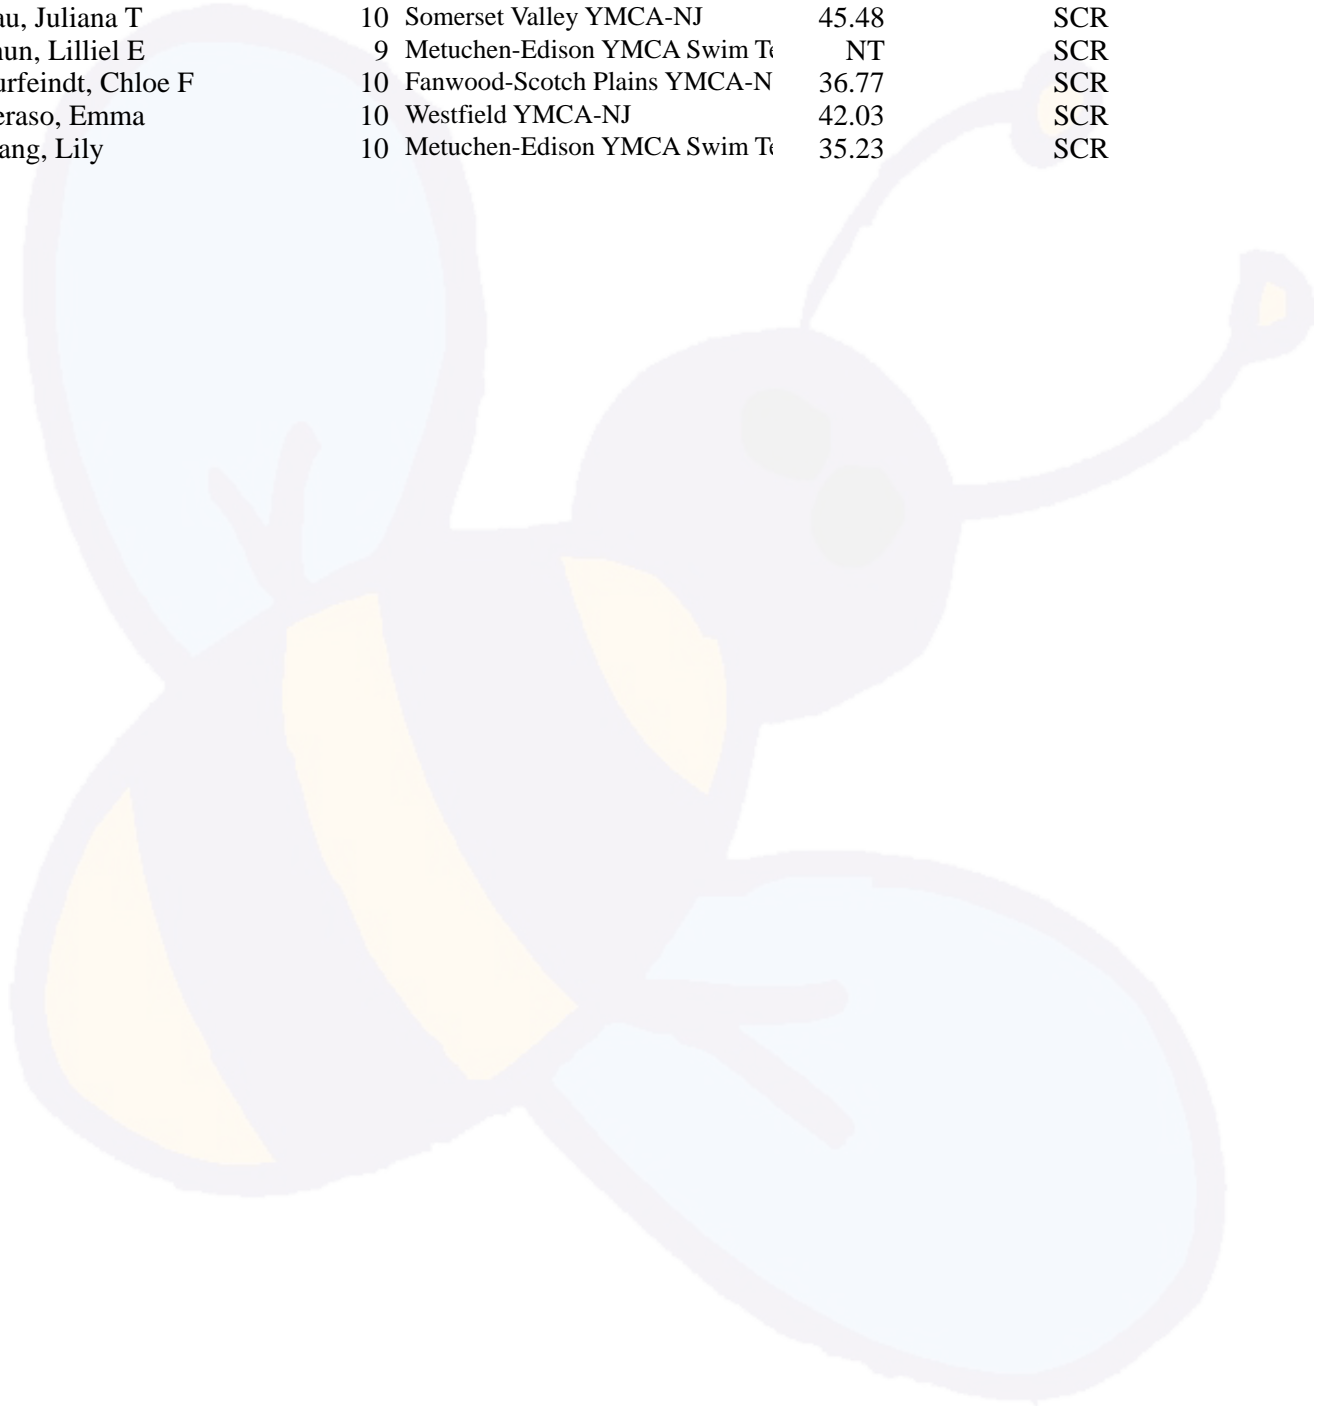 au, Juliana T 10 Somerset Valley YMCA-NJ 45.48 SCR
hun, Lilliel E 9 Metuchen-Edison YMCA Swim Te NT SCR
urfeindt, Chloe F 10 Fanwood-Scotch Plains YMCA-N 36.77 SCR
eraso, Emma 10 Westfield YMCA-NJ 42.03 SCR
ang, Lily 10 Metuchen-Edison YMCA Swim Te 35.23 SCR